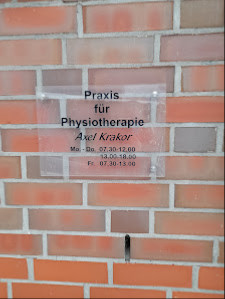 Praxis
für
Physiotherapie
Axel Krakor
Mo. - Do. 07.30-12.00
13.00-18.00
Fr. 07.30-13.00